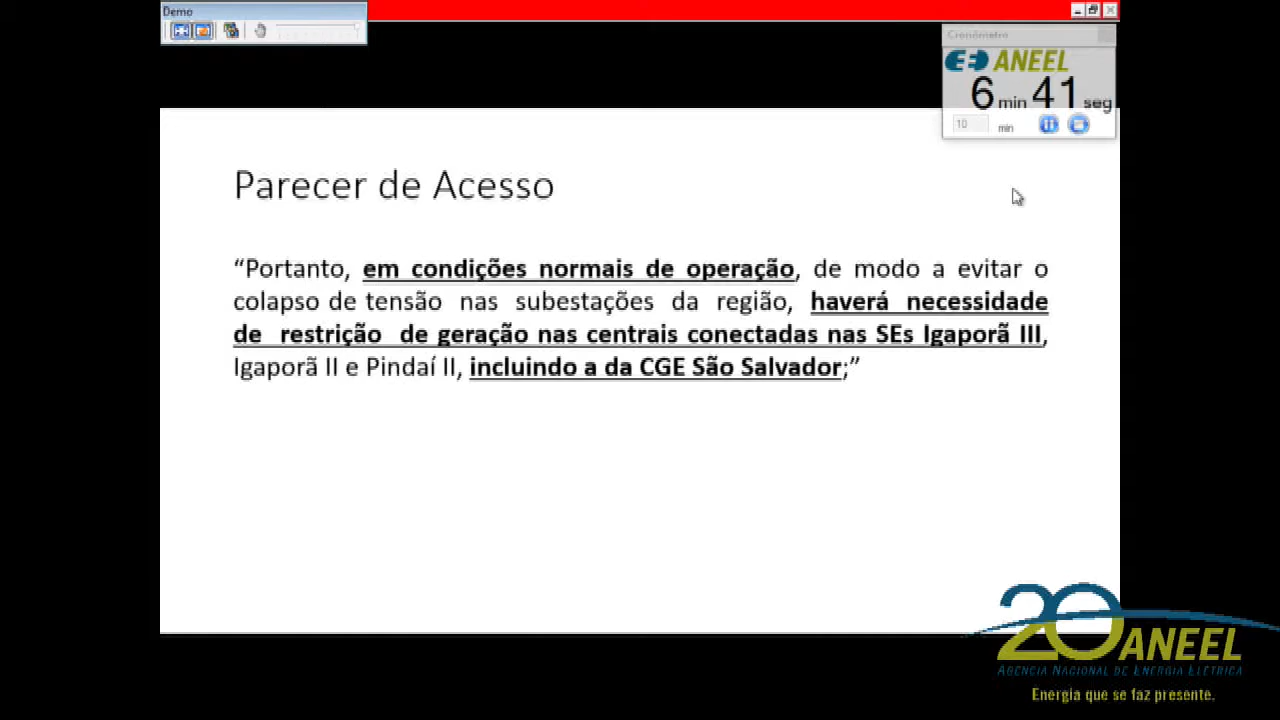 Demo
Cronômetro
ANEEL
6 min 41 seg
10 min
Parecer de Acesso
“Portanto, em condições normais de operação, de modo a evitar o
colapso de tensão nas subestações da região, haverá necessidade
de restrição de geração nas centrais conectadas nas SEs Igaporã III,
Igaporã II e Pindaí II, incluindo a da CGE São Salvador;”
20 ANEEL
AGÊNCIA NACIONAL DE ENERGIA ELÉTRICA
Energia que se faz presente.